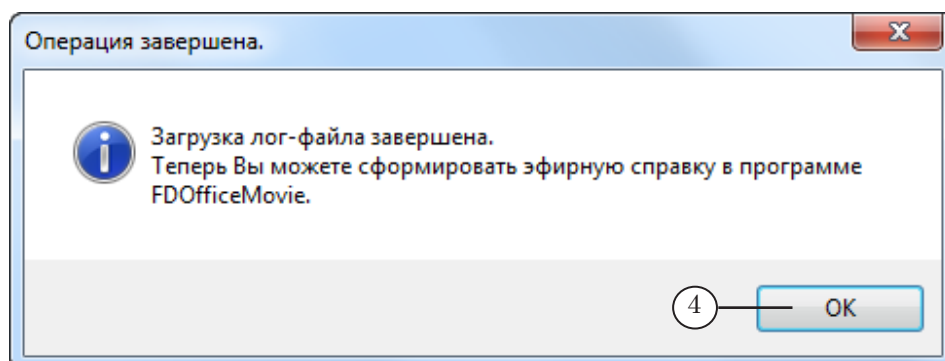 Операция завершена.
Загрузка лог-файла завершена.
Теперь Вы можете сформировать эфирную справку в программе
FDOfficeMovie.
4
OK